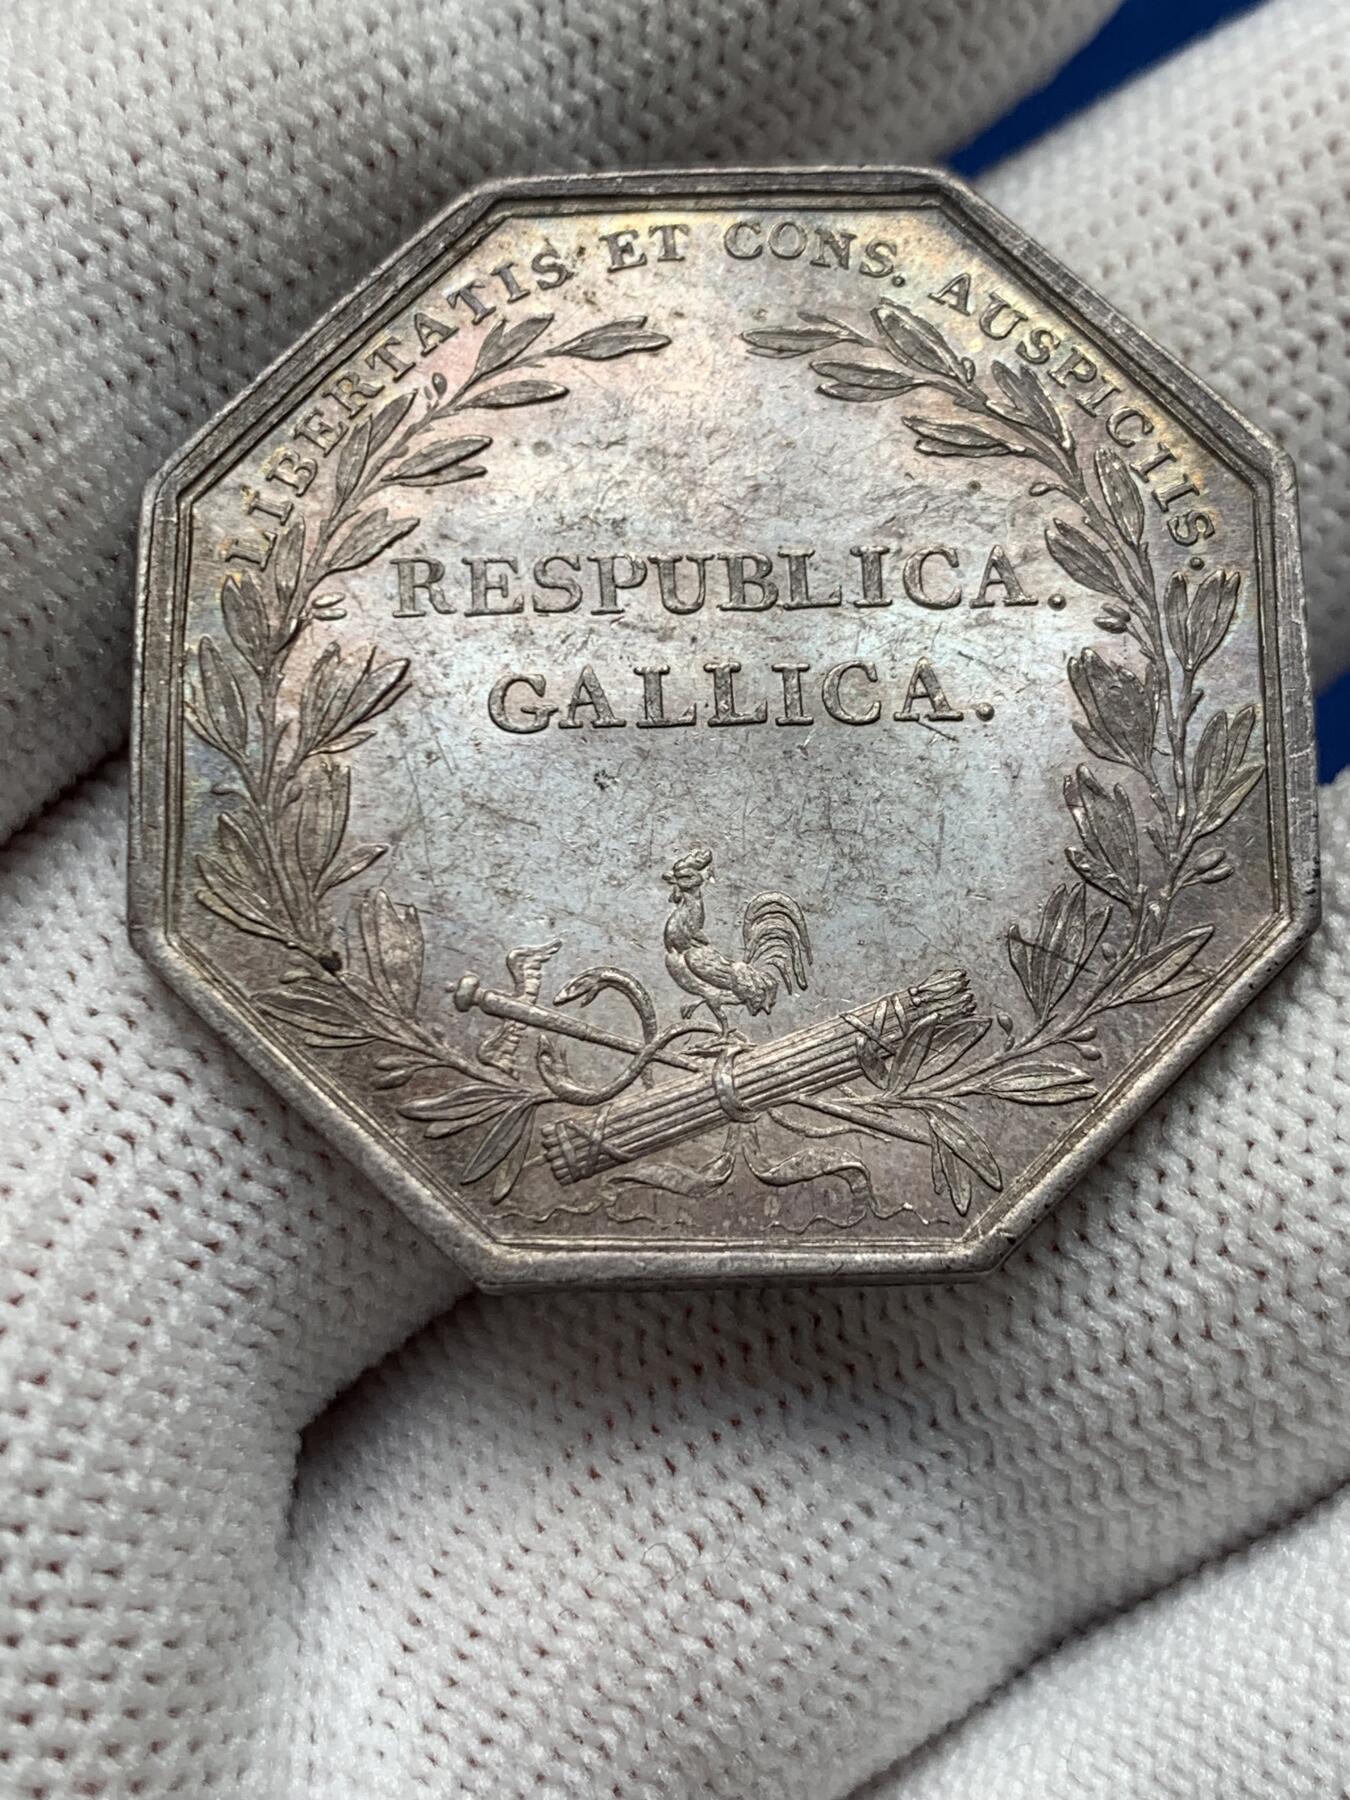 LIBERTATIS ET CONS. AUSPICIIS.
RESPUBLICA.
GALLICA.